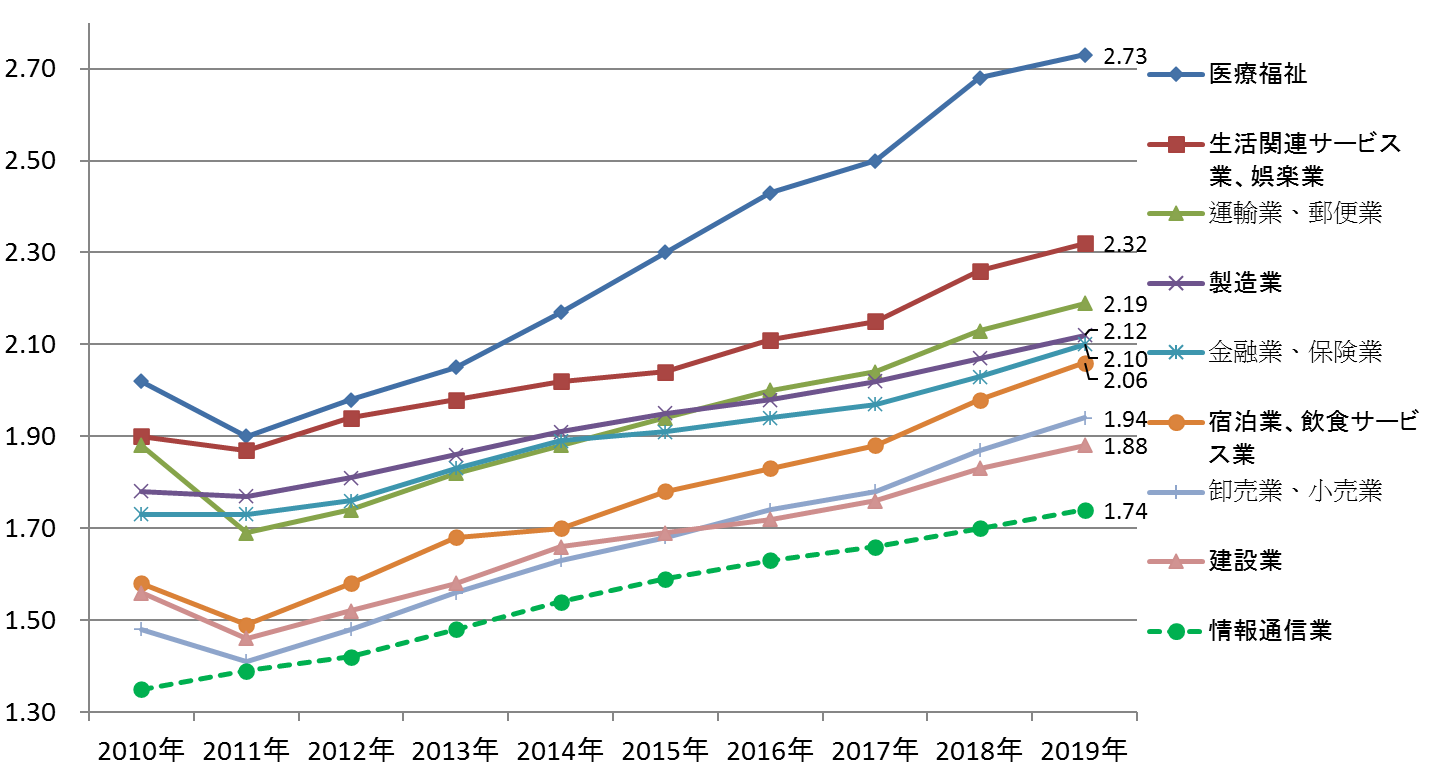 2.70
2.50
2.30
2.10
1.90
1.70
1.50
1.30
2010年
2011年
2012年
2013年
2014年
2015年
2016年
2017年
2018年
2019年
2.73
2.32
2.19
2.12
2.10
2.06
1.94
1.88
1.74
医療福祉
生活関連サービス
業、娯楽業
運輸業、郵便業
製造業
金融業、保険業
宿泊業、飲食サービ
ス業
卸売業、小売業
建設業
情報通信業